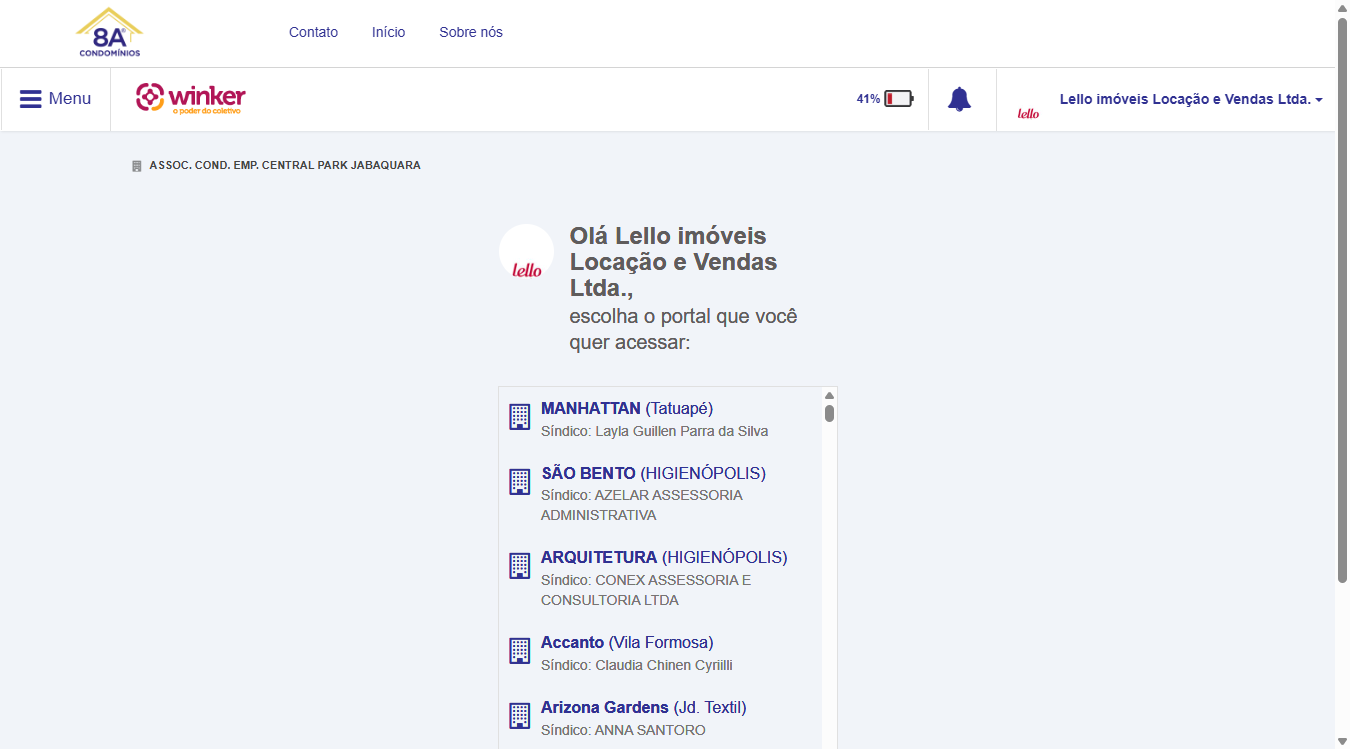 8A
CONDOMÍNIOS
Contato
Início
Sobre nós
Menu
winker
o poder do coletivo
41%
lello
Lello imóveis Locação e Vendas Ltda.
ASSOC. COND. EMP. CENTRAL PARK JABAQUARA
lello
Olá Lello imóveis
Locação e Vendas
Ltda.,
escolha o portal que você
quer acessar:
MANHATTAN (Tatuapé)
Síndico: Layla Guillen Parra da Silva
SÃO BENTO (HIGIENÓPOLIS)
Síndico: AZELAR ASSESSORIA
ADMINISTRATIVA
ARQUITETURA (HIGIENÓPOLIS)
Síndico: CONEX ASSESSORIA E
CONSULTORIA LTDA
Accanto (Vila Formosa)
Síndico: Claudia Chinen Cyriilli
Arizona Gardens (Jd. Textil)
Síndico: ANNA SANTORO